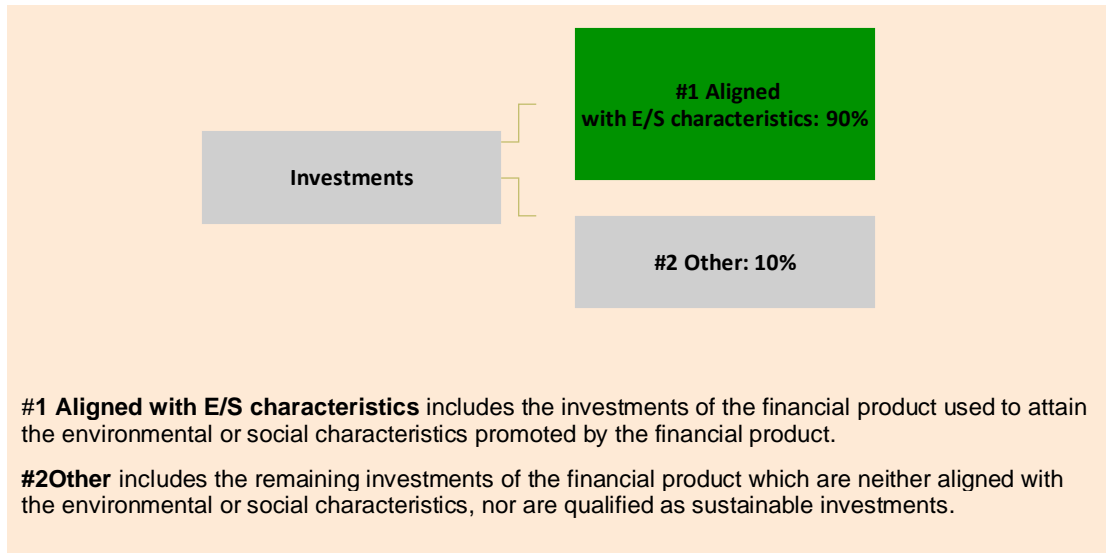 #1 Aligned
with E/S characteristics: 90%
Investments
#2 Other: 10%
#1 Aligned with E/S characteristics includes the investments of the financial product used to attain
the environmental or social characteristics promoted by the financial product.
#2Other includes the remaining investments of the financial product which are neither aligned with
the environmental or social characteristics, nor are qualified as sustainable investments.